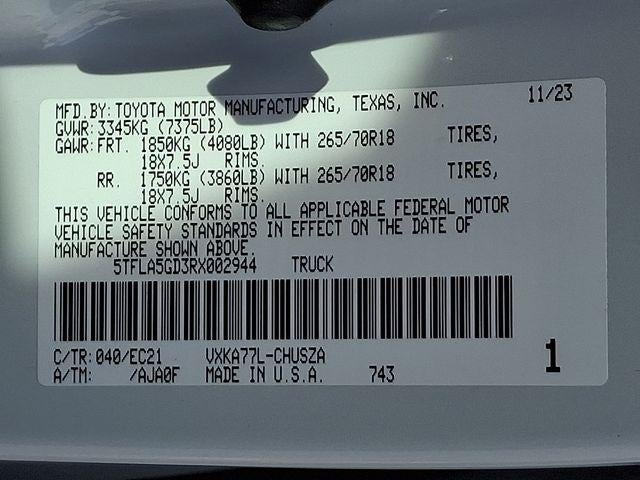 MFD.BY:TOYOTA MOTOR MANUFACTURING, TEXAS, INC. 11/23
GVWR:3345KG (7375LB)
GAWR:FRT. 1850KG (4080LB) WITH 265/70R18 TIRES,
18X7.5J RIMS.
RR. 1750KG (3860LB) WITH 265/70R18 TIRES,
18X7.5J RIMS.
THIS VEHICLE CONFORMS TO ALL APPLICABLE FEDERAL MOTOR
VEHICLE SAFETY STANDARDS IN EFFECT ON THE DATE OF
MANUFACTURE SHOWN ABOVE.
5TFLA5GD3RX002944 TRUCK
C/TR:040/EC21 VXKA77L-CHUSZA
A/TM: /AJA0F MADE IN U.S.A. 743 1